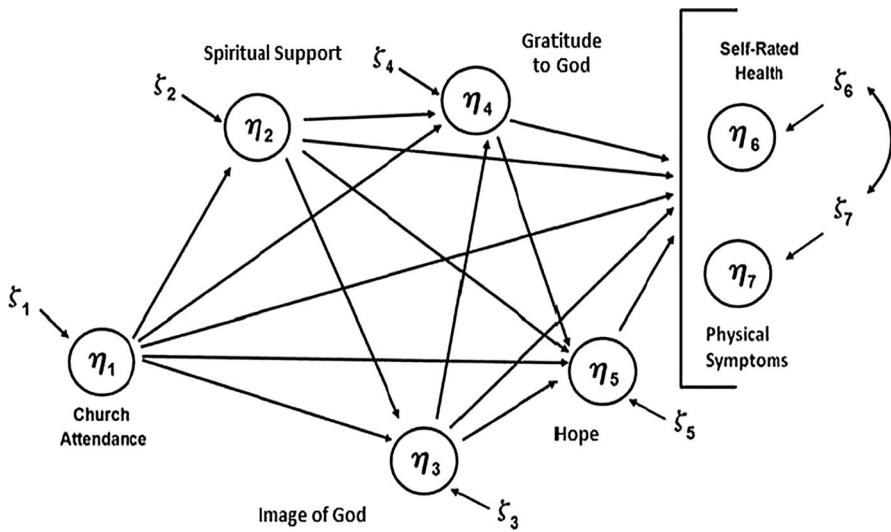 Spiritual Support
ζ2
η2
ζ4
η4
Gratitude
to God
Self-Rated
Health
ζ6
η6
ζ7
η7
Physical
Symptoms
ζ1
η1
Church
Attendance
η5
ζ5
Hope
η3
ζ3
Image of God